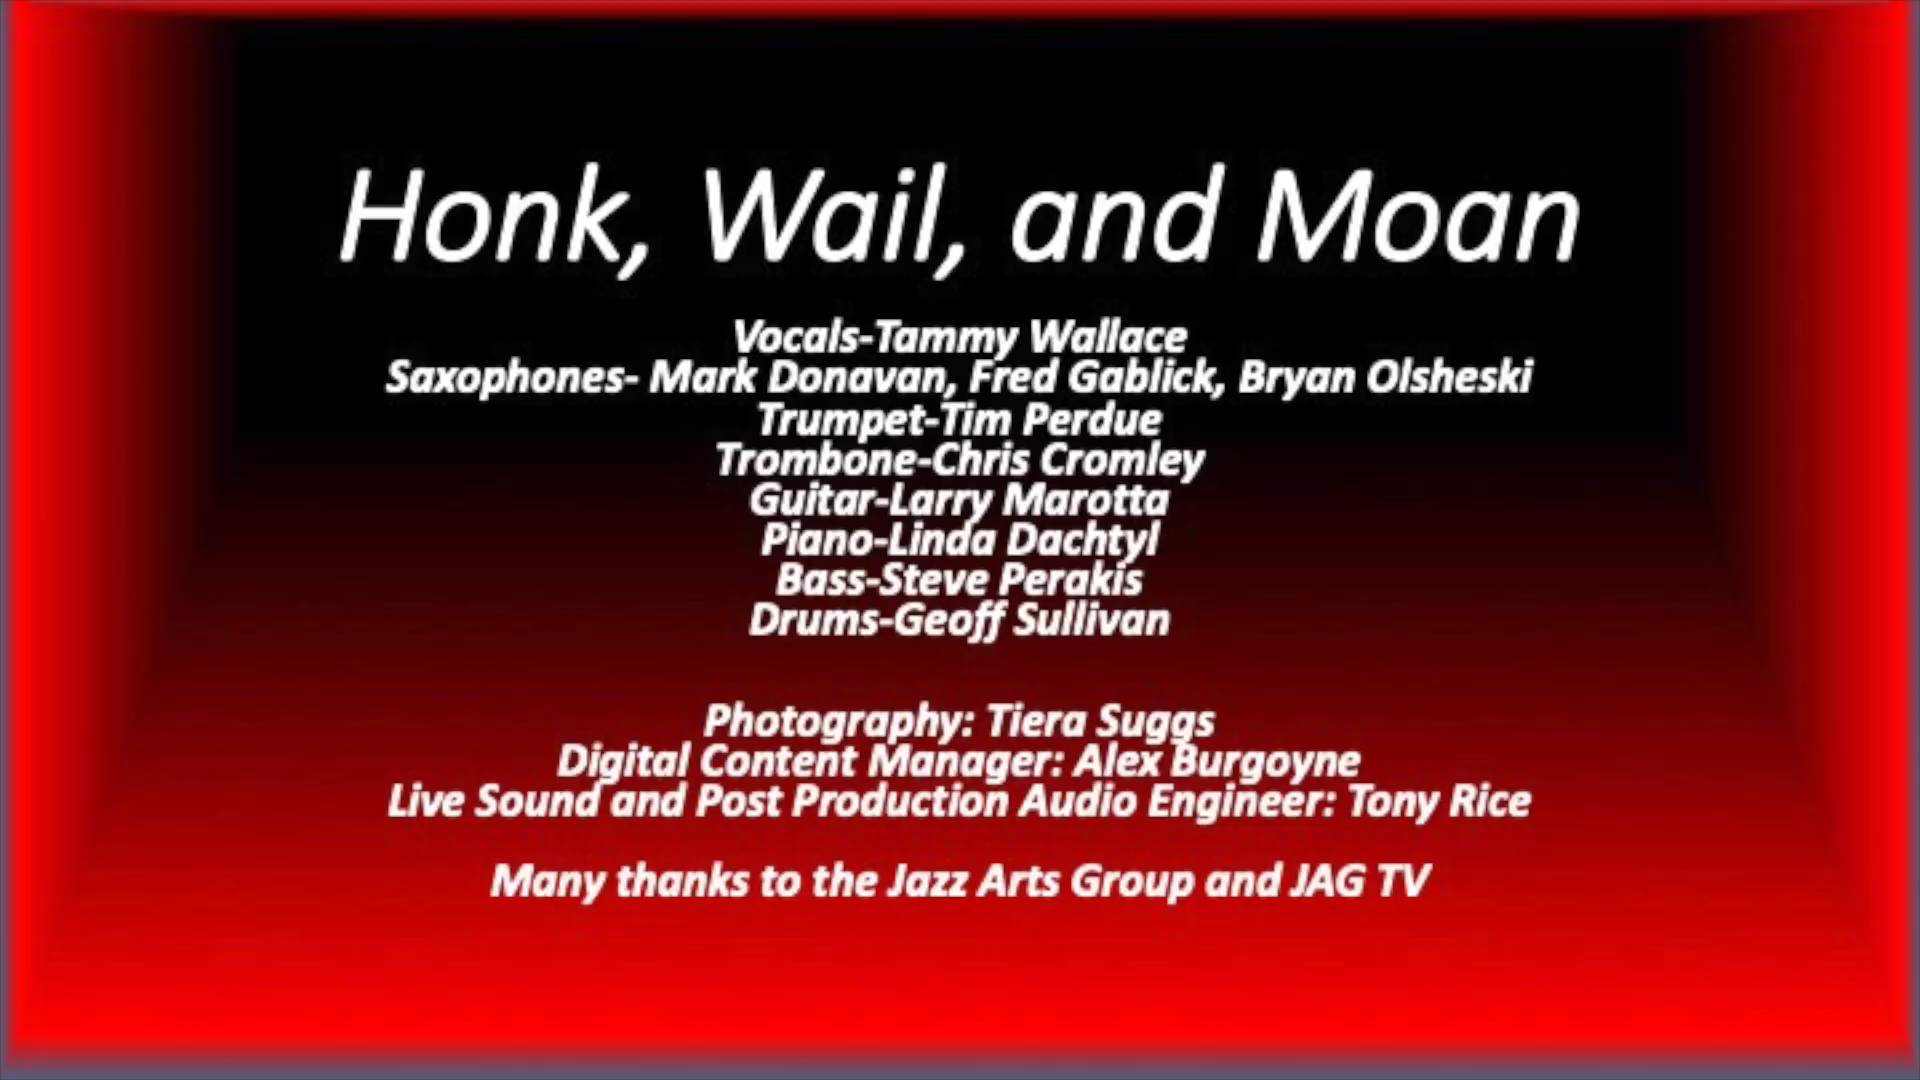 Honk, Wail, and Moan
Vocals-Tammy Wallace
Saxophones- Mark Donavan, Fred Gablick, Bryan Olsheski
Trumpet-Tim Perdue
Trombone-Chris Cromley
Guitar-Larry Marotta
Piano-Linda Dachtyl
Bass-Steve Perakis
Drums-Geoff Sullivan
Photography: Tiera Suggs
Digital Content Manager: Alex Burgoyne
Live Sound and Post Production Audio Engineer: Tony Rice
Many thanks to the Jazz Arts Group and JAG TV